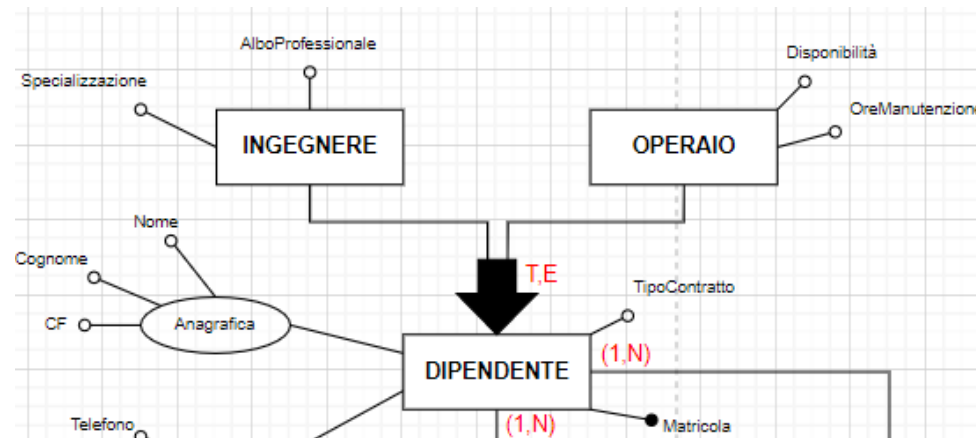 AlboProfessionale
Disponibilità
Specializzazione
OreManutenzione
INGEGNERE
OPERAIO
Nome
Cognome
T,E
TipoContratto
CF
Anagrafica
(1,N)
DIPENDENTE
(1,N)
Telefono
Matricola